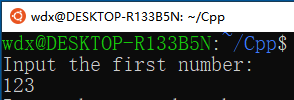 wdx@DESKTOP-R133B5N: ~/Cpp
wdx@DESKTOP-R133B5N:~/Cpp$
Input the first number:
123